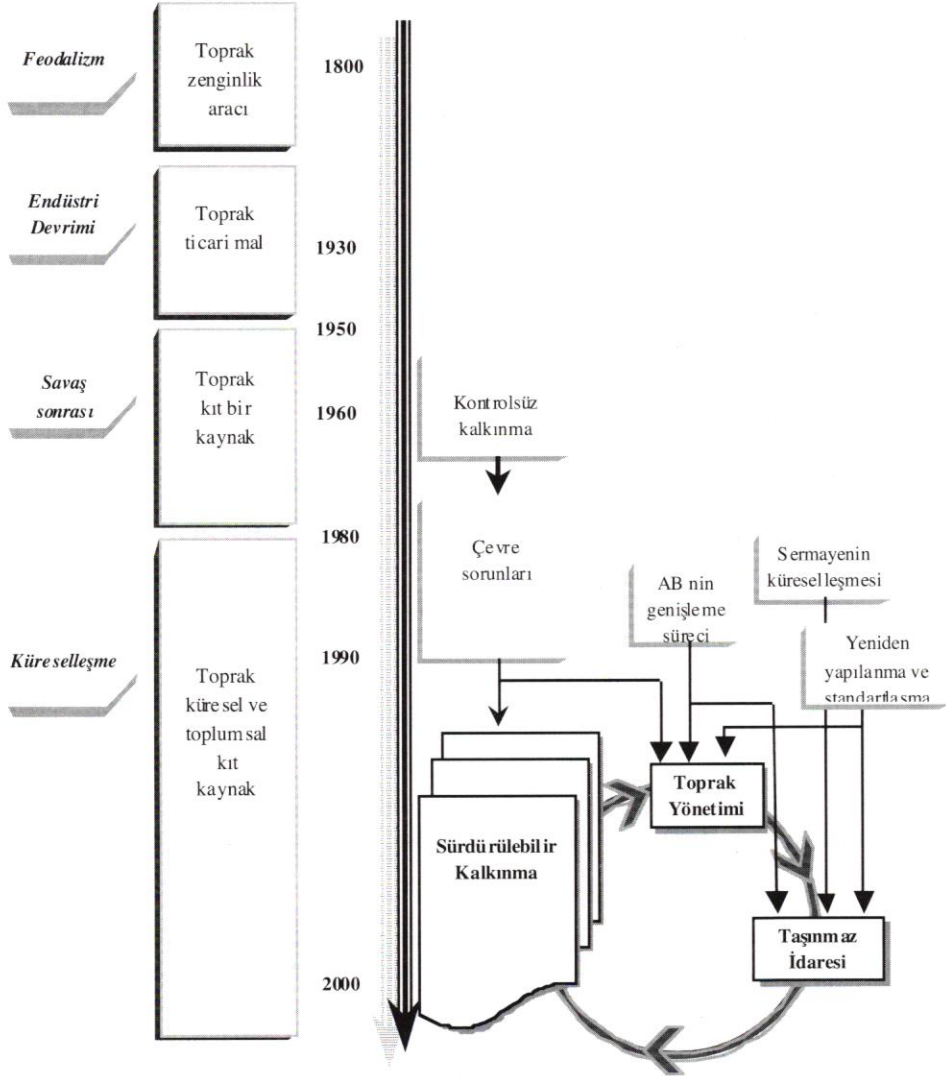 Feodalizm
Toprak
zenginlik
aracı
1800
Endüstri
Devrimi
Toprak
ticari mal
1930
1950
Savaş
sonrası
Toprak
kıt bir
kaynak
1960
Kontrolsüz
kalkınma
1980
Çevre
sorunları
Sermayenin
küreselleşmesi
AB nin
genişleme
süreci
Yeniden
yapılanma ve
standartlaşma
1990
Küreselleşme
Toprak
küresel ve
toplumsal
kıt
kaynak
Toprak
Yönetimi
Sürdürülebilir
Kalkınma
Taşınmaz
İdaresi
2000